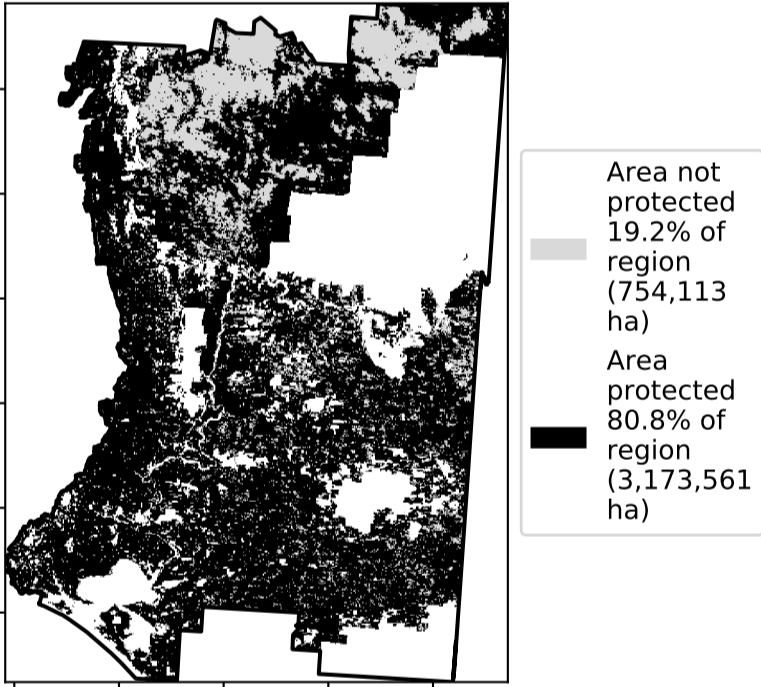 Area not
protected
19.2% of
region
(754,113
ha)
Area
protected
80.8% of
region
(3,173,561
ha)